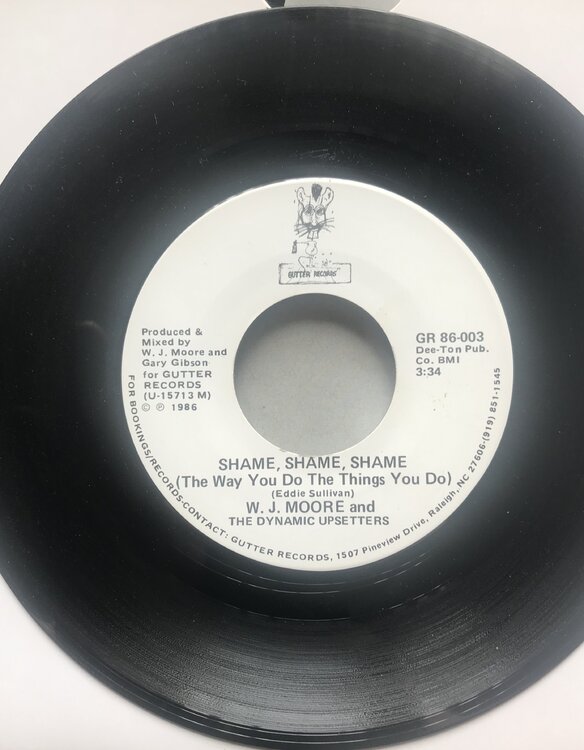 GUTTER RECORDS
Produced &
Mixed by
W. J. Moore and
Gary Gibson
for GUTTER
RECORDS
(U-15713 M)
© ℗ 1986
GR 86-003
Dee-Ton Pub.
Co. BMI
3:34
SHAME, SHAME, SHAME
(The Way You Do The Things You Do)
(Eddie Sullivan)
W. J. MOORE and
THE DYNAMIC UPSETTERS
FOR BOOKINGS/RECORDS-CONTACT: GUTTER RECORDS, 1507 Pineview Drive, Raleigh, NC 27606-(919) 851-1545